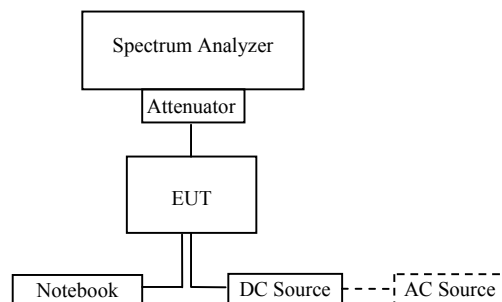 Spectrum Analyzer
Attenuator
EUT
Notebook
DC Source
AC Source